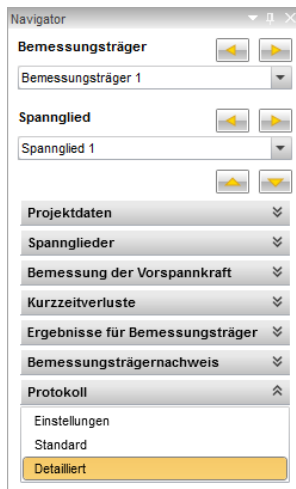 Navigator
Bemessungsträger
Bemessungsträger 1
Spannglied
Spannglied 1
Projektdaten
Spannglieder
Bemessung der Vorspannkraft
Kurzzeitverluste
Ergebnisse für Bemessungsträger
Bemessungsträgernachweis
Protokoll
Einstellungen
Standard
Detailliert